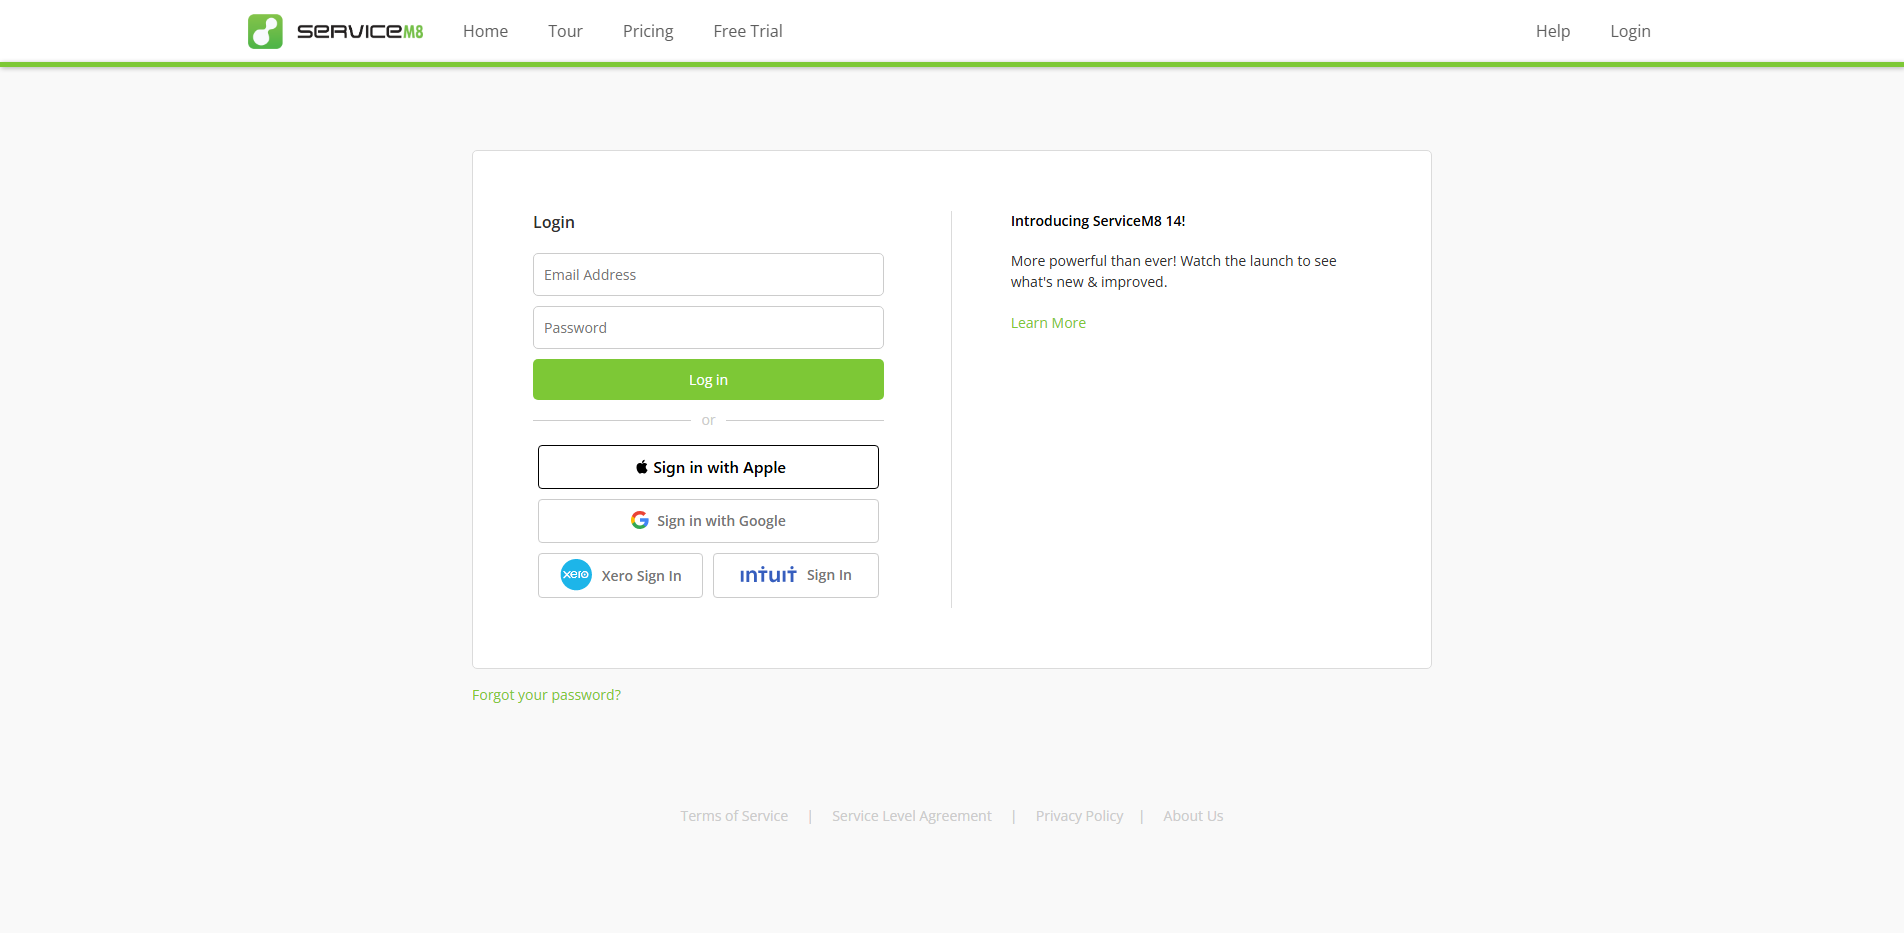 SERVICEM8
Home
Tour
Pricing
Free Trial
Help
Login
Login
Email Address
Password
Log in
or
Sign in with Apple
Sign in with Google
xero Xero Sign In
intuit Sign In
Introducing ServiceM8 14!
More powerful than ever! Watch the launch to see
what's new & improved.
Learn More
Forgot your password?
Terms of Service | Service Level Agreement | Privacy Policy | About Us